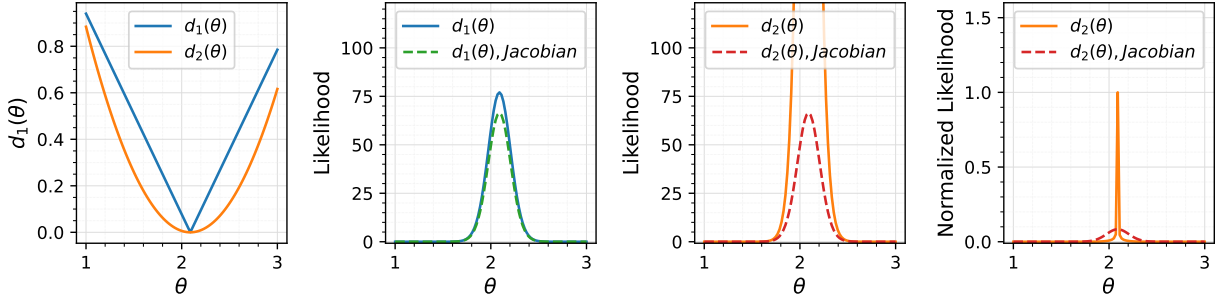 d₁(θ)
0.8
0.6
0.4
0.2
0.0
1
2
3
θ
d₁(θ)
d₂(θ)
Likelihood
100
75
50
25
0
1
2
3
θ
d₁(θ)
d₁(θ), Jacobian
Likelihood
100
75
50
25
0
1
2
3
θ
d₂(θ)
d₂(θ), Jacobian
Normalized Likelihood
1.5
1.0
0.5
0.0
1
2
3
θ
d₂(θ)
d₂(θ), Jacobian